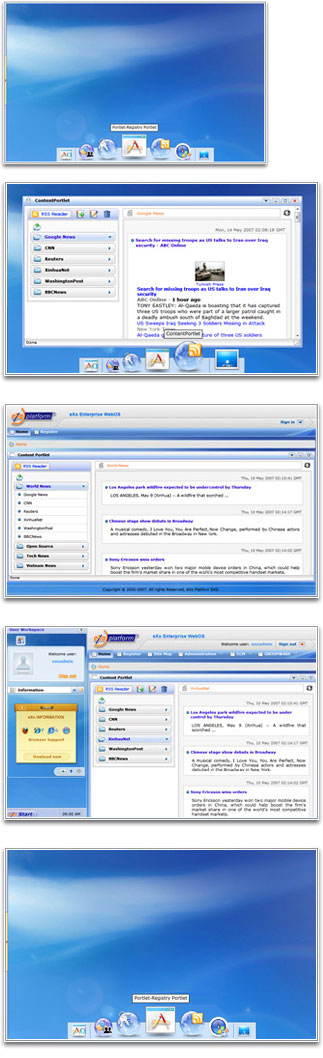 Portlet-Registry Portlet
ContentPortlet
RSS Reader
Google News
CNN
Reuters
XinhuaNet
WashingtonPost
BBCNews
Google News
Mon, 14 May 2007 02:08:18 GMT
Search for missing troops as US talks to Iran over Iraq
security - ABC Online
Turkish Press
Search for missing troops as US talks to Iran over Iraq
security
ABC Online - 1 hour ago
TONY EASTLEY: Al-Qaeda is boasting that it has captured
three US troops who were part of a larger patrol caught in
a deadly ambush south of Baghdad at the weekend.
US Sweeps Iraq Seeking 3 Soldiers Missing in Attack
New York
Al-Qaeda ture of three US soldiers
ContentPortlet
Done
platform
eXo Enterprise WebOS
Sign in
Home Register
Home
Content Portlet
RSS Reader
World News
Google News
CNN
Reuters
XinhuaNet
WashingtonPost
BBCNews
Open Source
Tech News
Vietnam News
World News
Thu, 10 May 2007 02:19:41 GMT
Los Angeles park wildfire expected to be undercontrol by Thursday
LOS ANGELES, May 9 (Xinhua) -- A wildfire that scorched ...
Thu, 10 May 2007 02:14:17 GMT
Chinese stage show debuts in Broadway
A musical comedy, I Love You, You Are Perfect, Now Change, performed by Chinese actors
and actresses debuted in the Broadway in New York.
Thu, 10 May 2007 02:14:02 GMT
Sony Ericsson wins orders
Sony Ericsson yesterday won two major mobile device orders in China, which could help boost the
firm's market share in one of the world's most competitive handset markets.
Done
Copyright © 2000-2007. All rights Reserved, eXo Platform SAS.
User Workspace
Welcome user:
exoadmin
Sign out
Information
eXo INFORMATION
Browser Support
Download now!
Start
platform
eXo Enterprise WebOS
Welcome user: exoadmin Sign out
Home Register Site Map Administration ECM GROUPWARE
Home
Content Portlet
RSS Reader
Google News
CNN
Reuters
XinhuaNet
WashingtonPost
BBCNews
XinhuaNet
Thu, 10 May 2007 02:19:41 GMT
Los Angeles park wildfire expected to be under
control by Thursday
LOS ANGELES, May 9 (Xinhua) -- A wildfire that
scorched ...
Thu, 10 May 2007 02:14:17 GMT
Chinese stage show debuts in Broadway
A musical comedy, I Love You, You Are Perfect, Now
Change, performed by Chinese actors and actresses
debuted in the Broadway in New York.
Thu, 10 May 2007 02:14:02 GMT
Sony Ericsson wins orders
Sony Ericsson yesterday won two major mobile device
orders in China, which could help boost the firm's
market share in one of the world's most competitive
Portlet-Registry Portlet